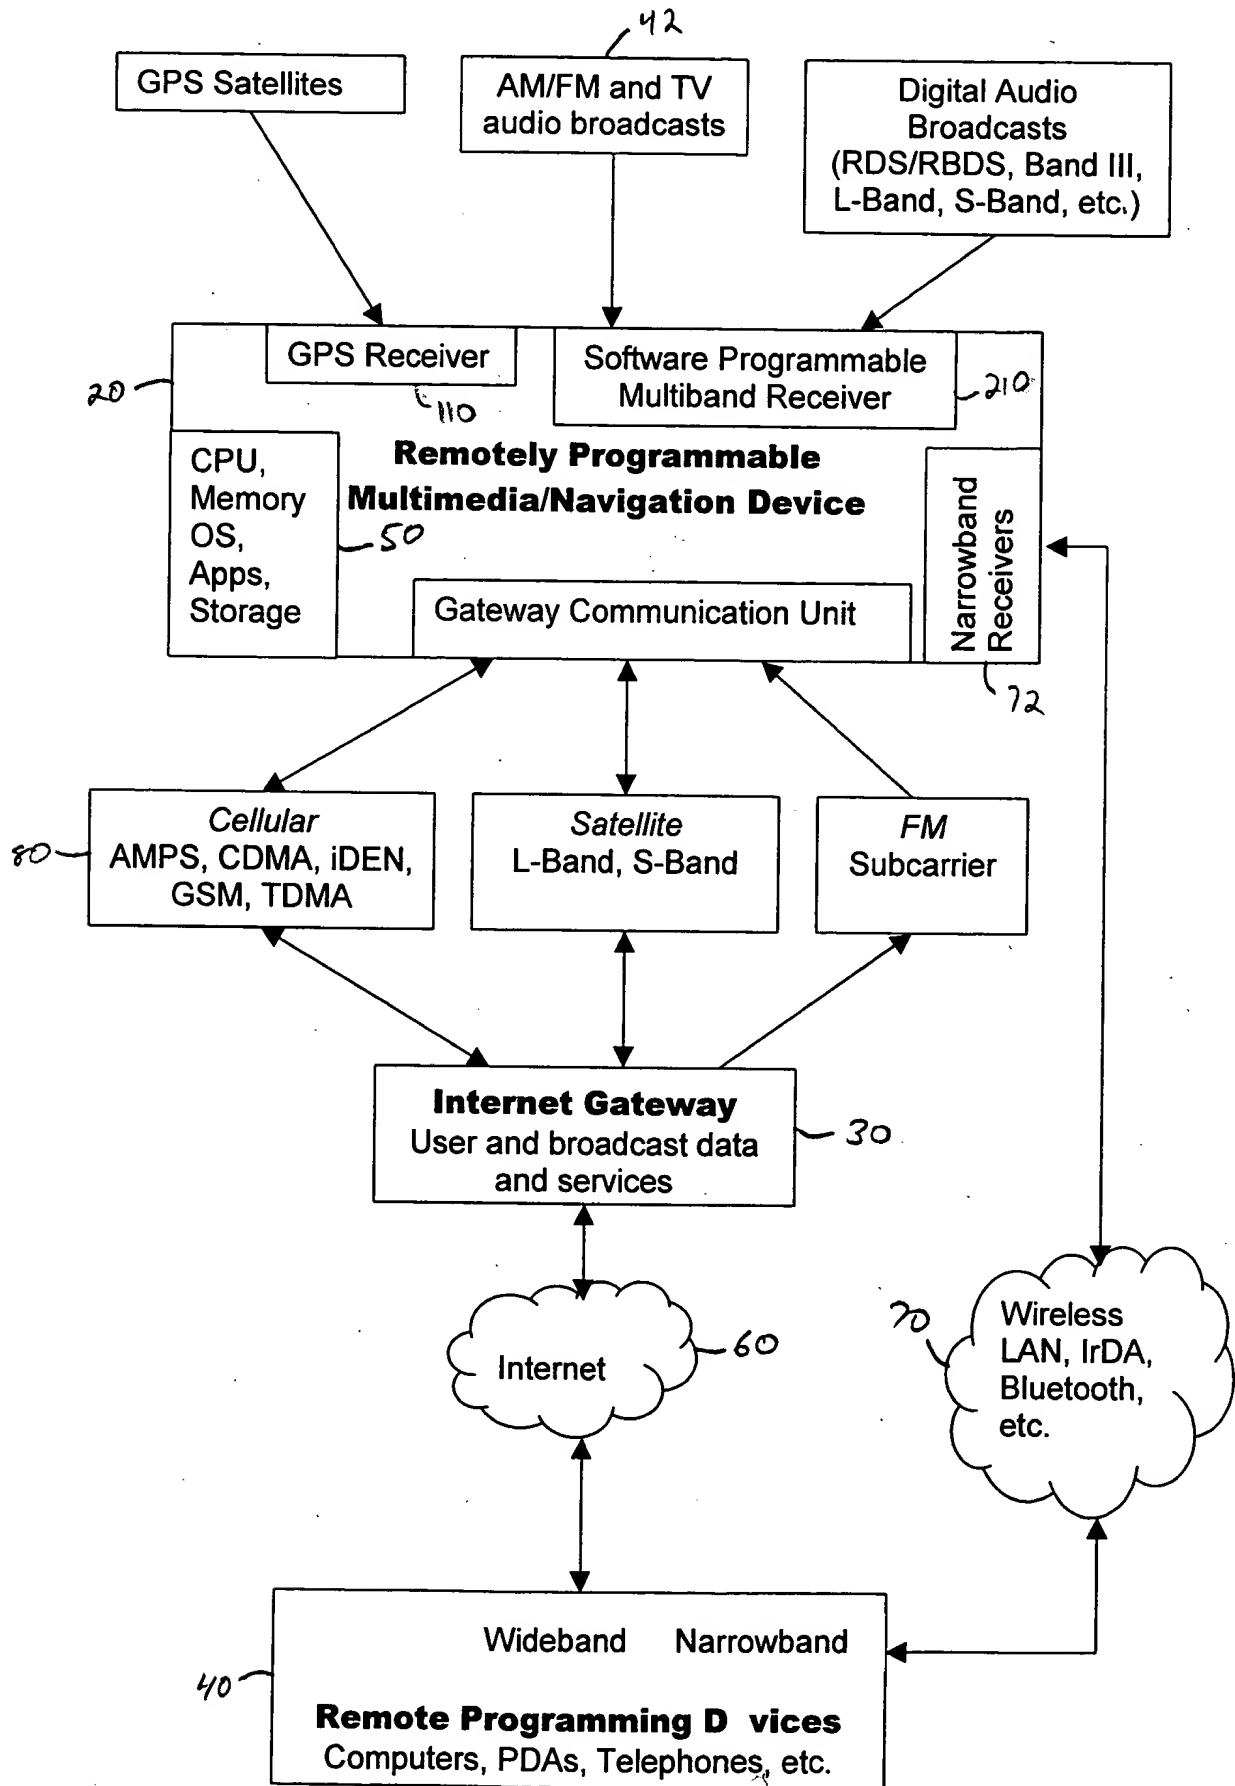 42
GPS Satellites
AM/FM and TV
audio broadcasts
Digital Audio
Broadcasts
(RDS/RBDS, Band III,
L-Band, S-Band, etc.)
20
GPS Receiver
110
Software Programmable
Multiband Receiver
210
Remotely Programmable
Multimedia/Navigation Device
CPU,
Memory
OS,
Apps,
Storage
50
Narrowband
Receivers
72
Gateway Communication Unit
80
Cellular
AMPS, CDMA, iDEN,
GSM, TDMA
Satellite
L-Band, S-Band
FM
Subcarrier
Internet Gateway
User and broadcast data
and services
30
Internet
60
70
Wireless
LAN, IrDA,
Bluetooth,
etc.
Wideband Narrowband
40
Remote Programming D vices
Computers, PDAs, Telephones, etc.